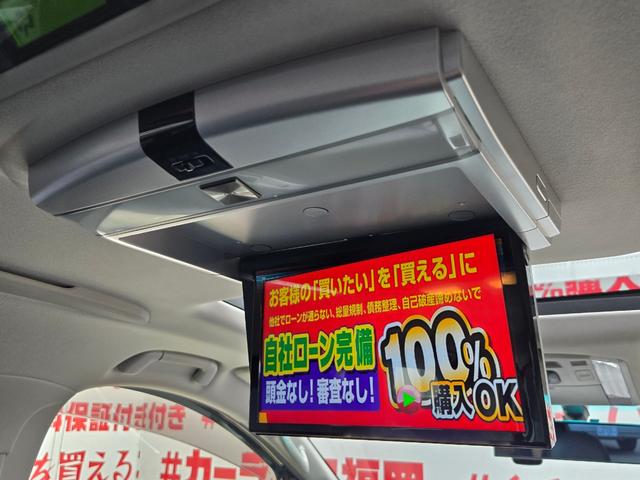 お客様の「買いたい」を「買える」に
他社でローンが通らない、総量規制、債務整理、自己破産諦めないで
自社ローン完備
頭金なし!審査なし!
100%
購入OK
保証付き
を買える
#カー